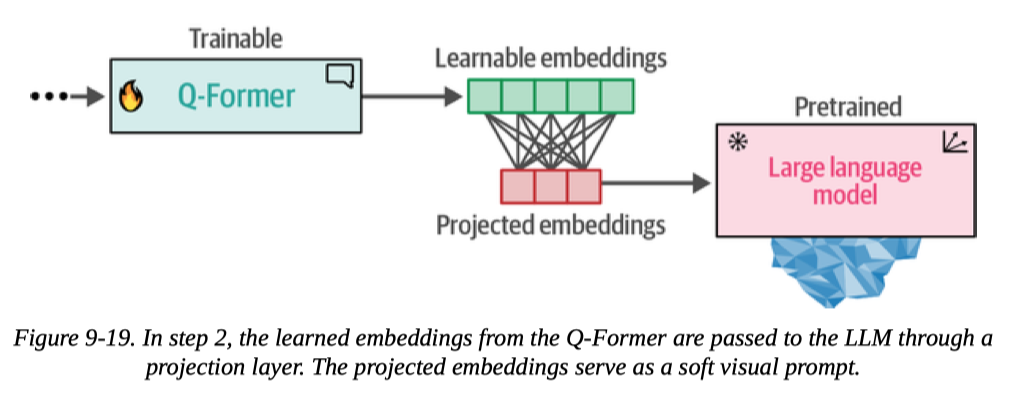 Trainable
Q-Former
Learnable embeddings
Projected embeddings
Pretrained
Large language
model
Figure 9-19. In step 2, the learned embeddings from the Q-Former are passed to the LLM through a
projection layer. The projected embeddings serve as a soft visual prompt.